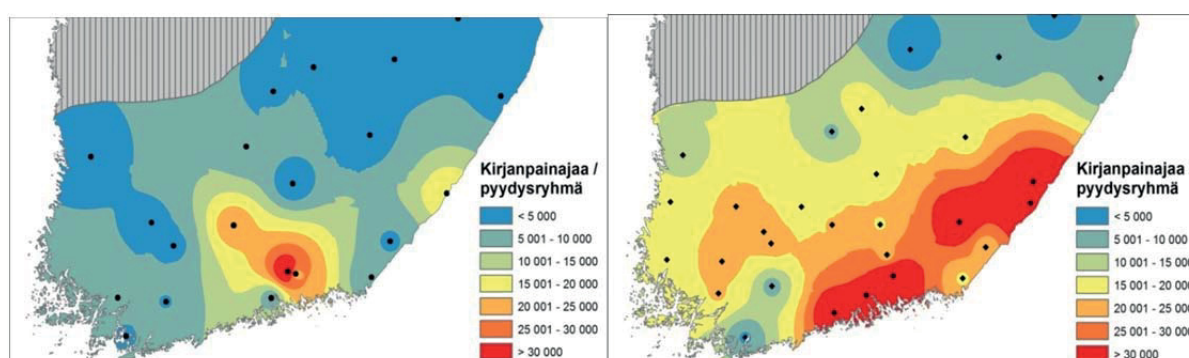 Kirjanpainajaa /
pyydysryhmä
< 5 000
5 001 - 10 000
10 001 - 15 000
15 001 - 20 000
20 001 - 25 000
25 001 - 30 000
> 30 000
Kirjanpainajaa
pyydysryhmä
< 5 000
5 001 - 10 000
10 001 - 15 000
15 001 - 20 000
20 001 - 25 000
25 001 - 30 000
> 30 000